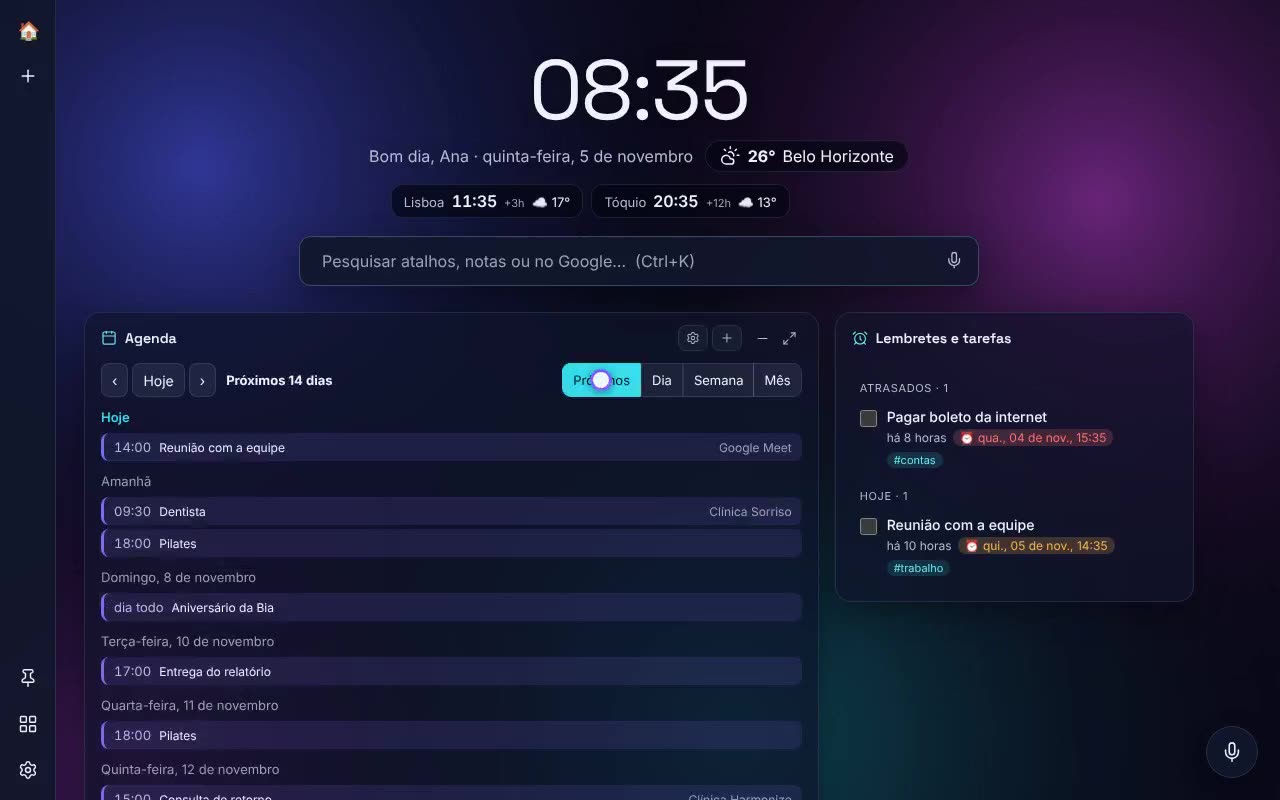 08:35
Bom dia, Ana · quinta-feira, 5 de novembro 26° Belo Horizonte
Lisboa 11:35 +3h 17° Tóquio 20:35 +12h 13°
Pesquisar atalhos, notas ou no Google... (Ctrl+K)
Agenda
‹ Hoje › Próximos 14 dias Dia Semana Mês
Hoje
14:00 Reunião com a equipe Google Meet
Amanhã
09:30 Dentista Clínica Sorriso
18:00 Pilates
Domingo, 8 de novembro
dia todo Aniversário da Bia
Terça-feira, 10 de novembro
17:00 Entrega do relatório
Quarta-feira, 11 de novembro
18:00 Pilates
Quinta-feira, 12 de novembro
15:00 Consulta de retorno
Lembretes e tarefas
ATRASADOS · 1
Pagar boleto da internet
há 8 horas qua., 04 de nov., 15:35
#contas
HOJE · 1
Reunião com a equipe
há 10 horas qui., 05 de nov., 14:35
#trabalho